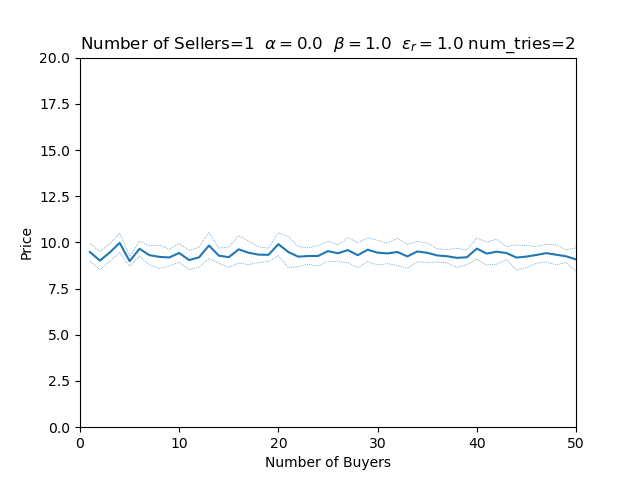 Number of Sellers=1 α = 0.0 β = 1.0 εr = 1.0 num_tries=2
20.0
17.5
15.0
12.5
10.0
7.5
5.0
2.5
0.0
Price
0 10 20 30 40 50
Number of Buyers